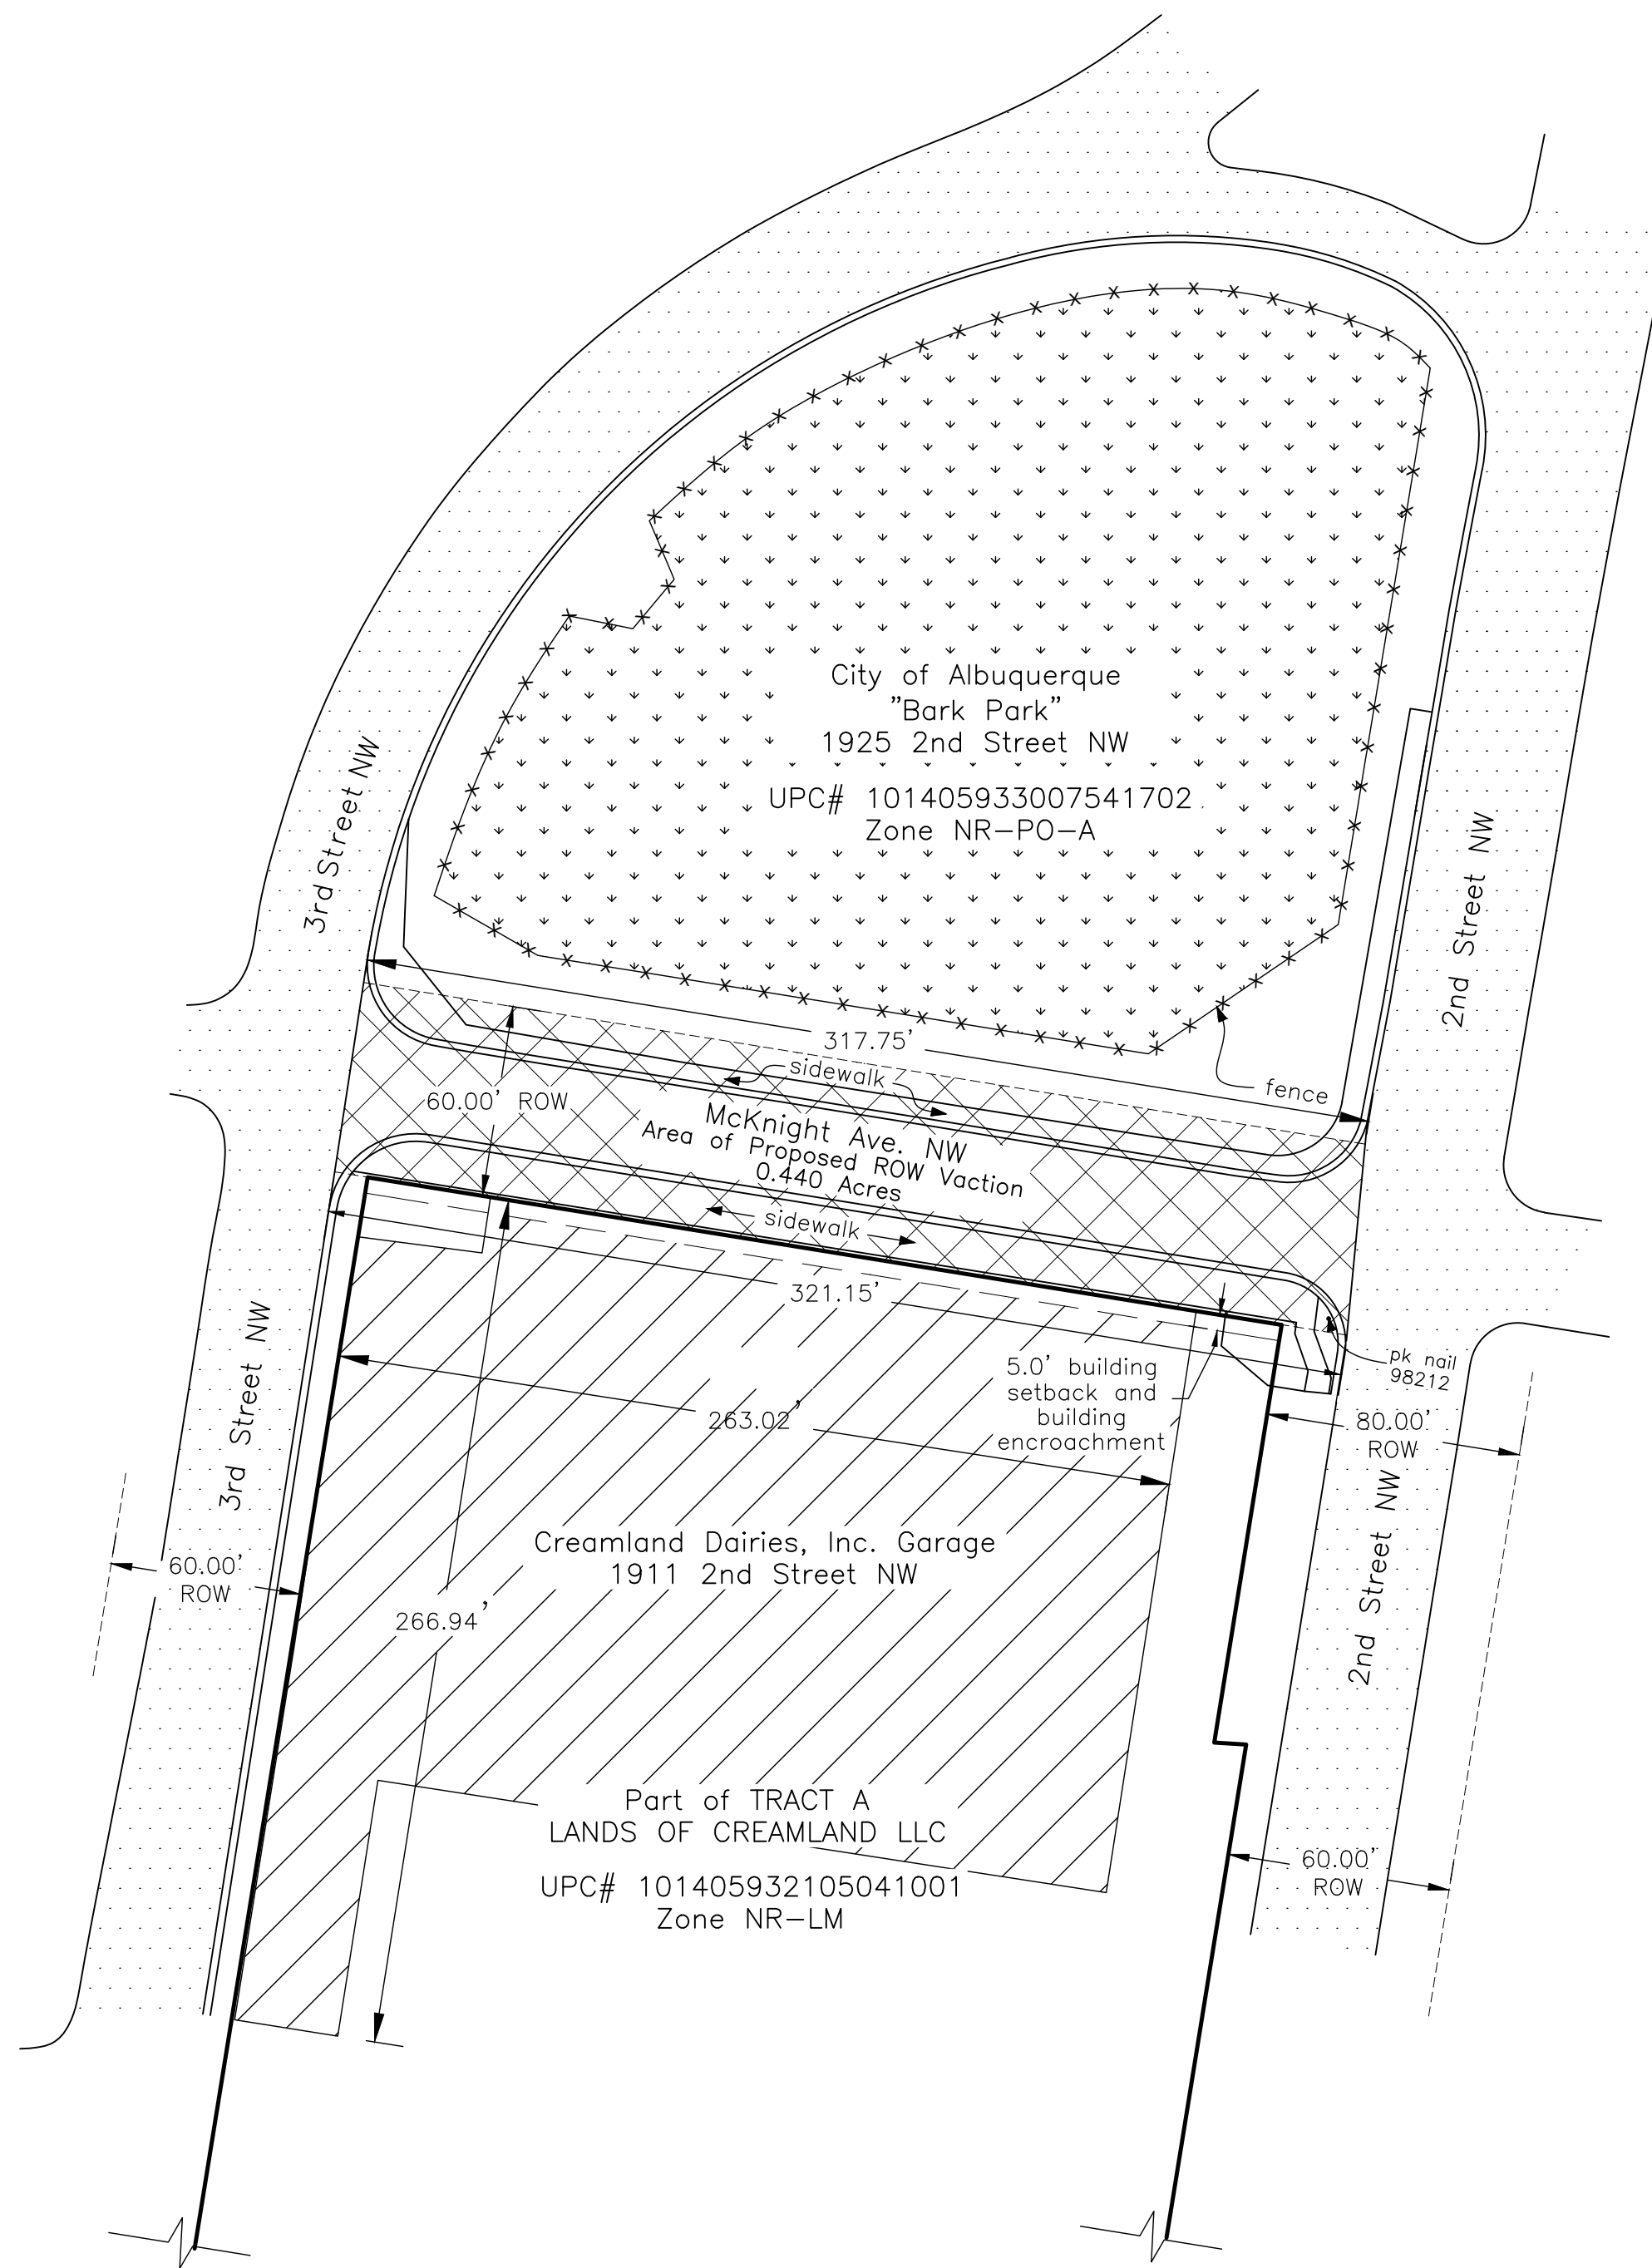 City of Albuquerque
"Bark Park"
1925 2nd Street NW
UPC# 101405933007541702
Zone NR-PO-A
3rd Street NW
2nd Street NW
317.75'
sidewalk
fence
60.00' ROW
McKnight Ave. NW
Area of Proposed ROW Vaction
0.440 Acres
sidewalk
321.15'
pk nail
98212
5.0' building
setback and
building
encroachment
263.02'
80.00'
ROW
3rd Street NW
2nd Street NW
Creamland Dairies, Inc. Garage
1911 2nd Street NW
60.00'
ROW
266.94'
Part of TRACT A
LANDS OF CREAMLAND LLC
UPC# 101405932105041001
Zone NR-LM
60.00'
ROW